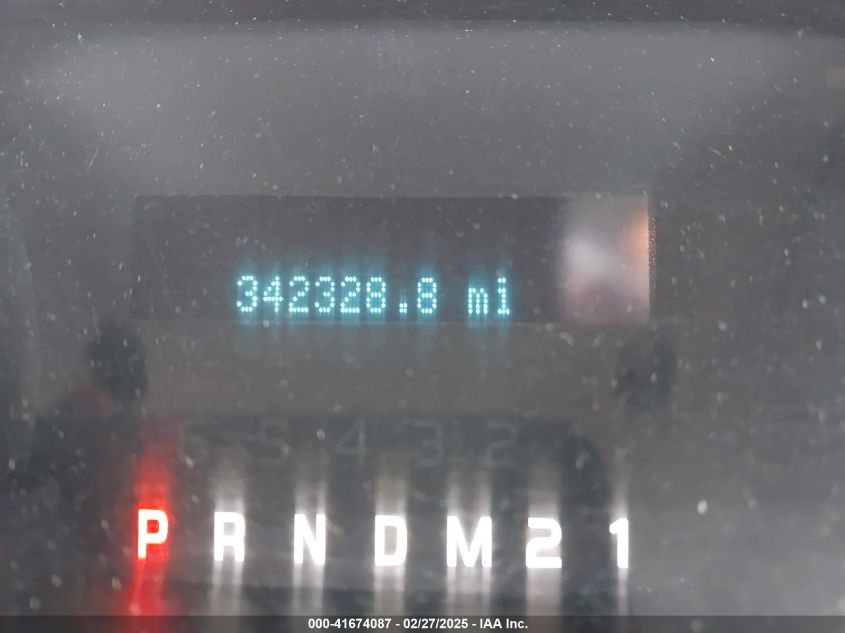 342328.8 mi
6 5 4 3 2
P R N D M 2 1
000-41674087 - 02/27/2025 - IAA Inc.